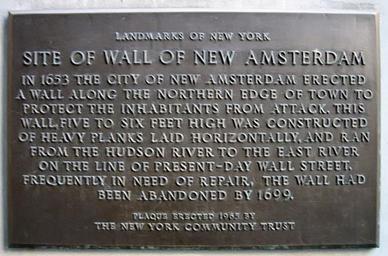 LANDMARKS OF NEW YORK
SITE OF WALL OF NEW AMSTERDAM
IN 1653 THE CITY OF NEW AMSTERDAM ERECTED
A WALL ALONG THE NORTHERN EDGE OF TOWN TO
PROTECT THE INHABITANTS FROM ATTACK. THIS
WALL, FIVE TO SIX FEET HIGH WAS CONSTRUCTED
OF HEAVY PLANKS LAID HORIZONTALLY, AND RAN
FROM THE HUDSON RIVER TO THE EAST RIVER
ON THE LINE OF PRESENT-DAY WALL STREET.
FREQUENTLY IN NEED OF REPAIR, THE WALL HAD
BEEN ABANDONED BY 1699.
PLAQUE ERECTED 1965 BY
THE NEW YORK COMMUNITY TRUST